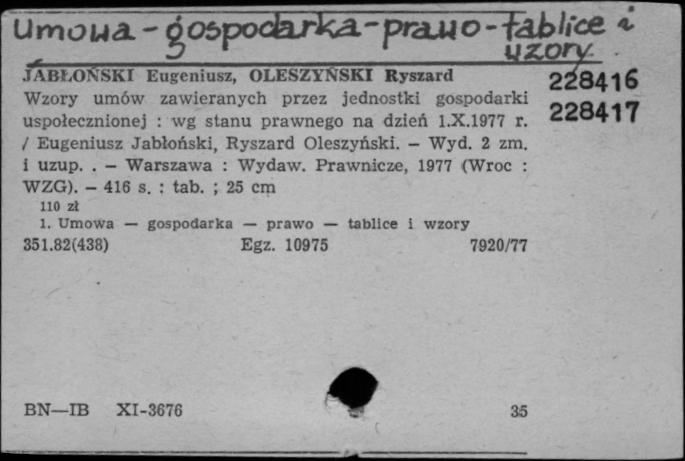 Umowa - gospodarka - prawo - tablice i
wzory.
JABŁOŃSKI Eugeniusz, OLESZYŃSKI Ryszard
228416
Wzory umów zawieranych przez jednostki gospodarki
uspołecznionej : wg stanu prawnego na dzień 1.X.1977 r.
228417
/ Eugeniusz Jabłoński, Ryszard Oleszyński. — Wyd. 2 zm.
i uzup. . — Warszawa : Wydaw. Prawnicze, 1977 (Wroc :
WZG). — 416 s. : tab. ; 25 cm
110 zł
1. Umowa — gospodarka — prawo — tablice i wzory
351.82(438) Egz. 10975 7920/77
BN—IB XI-3676 35